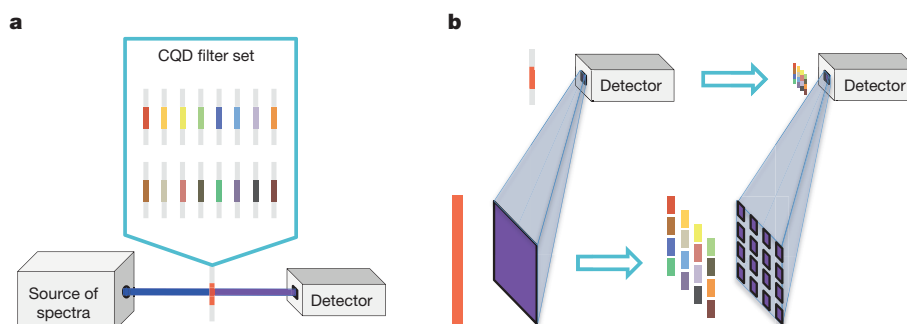 a
CQD filter set
Source of
spectra
Detector
b
Detector
Detector